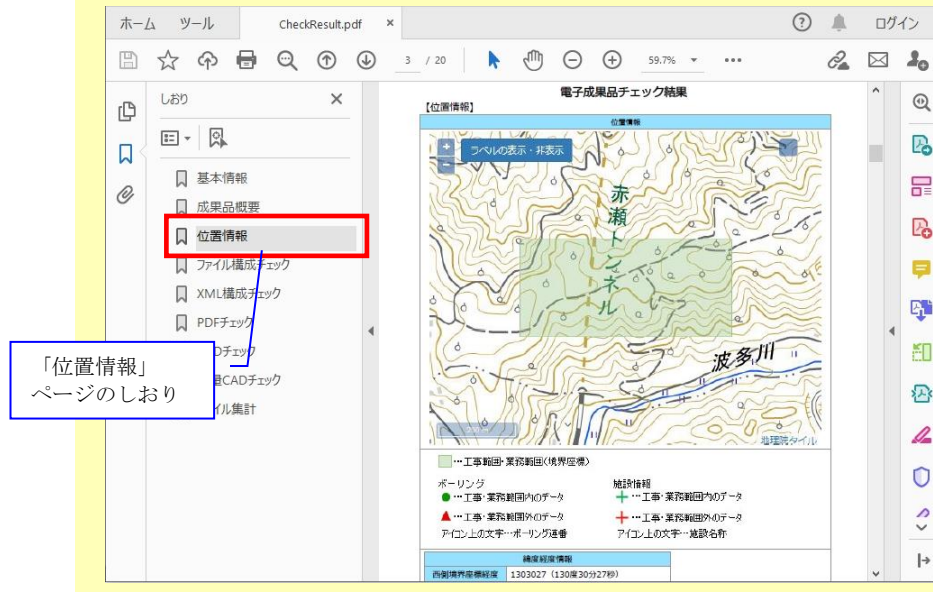 ホーム ツール CheckResult.pdf × ログイン
3 / 20 59.7%
しおり
基本情報
成果品概要
位置情報
ファイル構成チェック
XML構成チェック
PDFチェック
Dチェック
CADチェック
イル集計
「位置情報」
ページのしおり
電子成果品チェック結果
【位置情報】
位置情報
+ ラベルの表示・非表示
赤瀬トンネル
波多川
地理院タイル
…工事範囲・業務範囲(境界座標)
ボーリング 施設情報
…工事・業務範囲内のデータ …工事・業務範囲内のデータ
…工事・業務範囲外のデータ …工事・業務範囲外のデータ
アイコン上の文字…ボーリング連番 アイコン上の文字…施設名称
緯度経度情報
西側境界座標経度 1303027 (130度30分27秒)